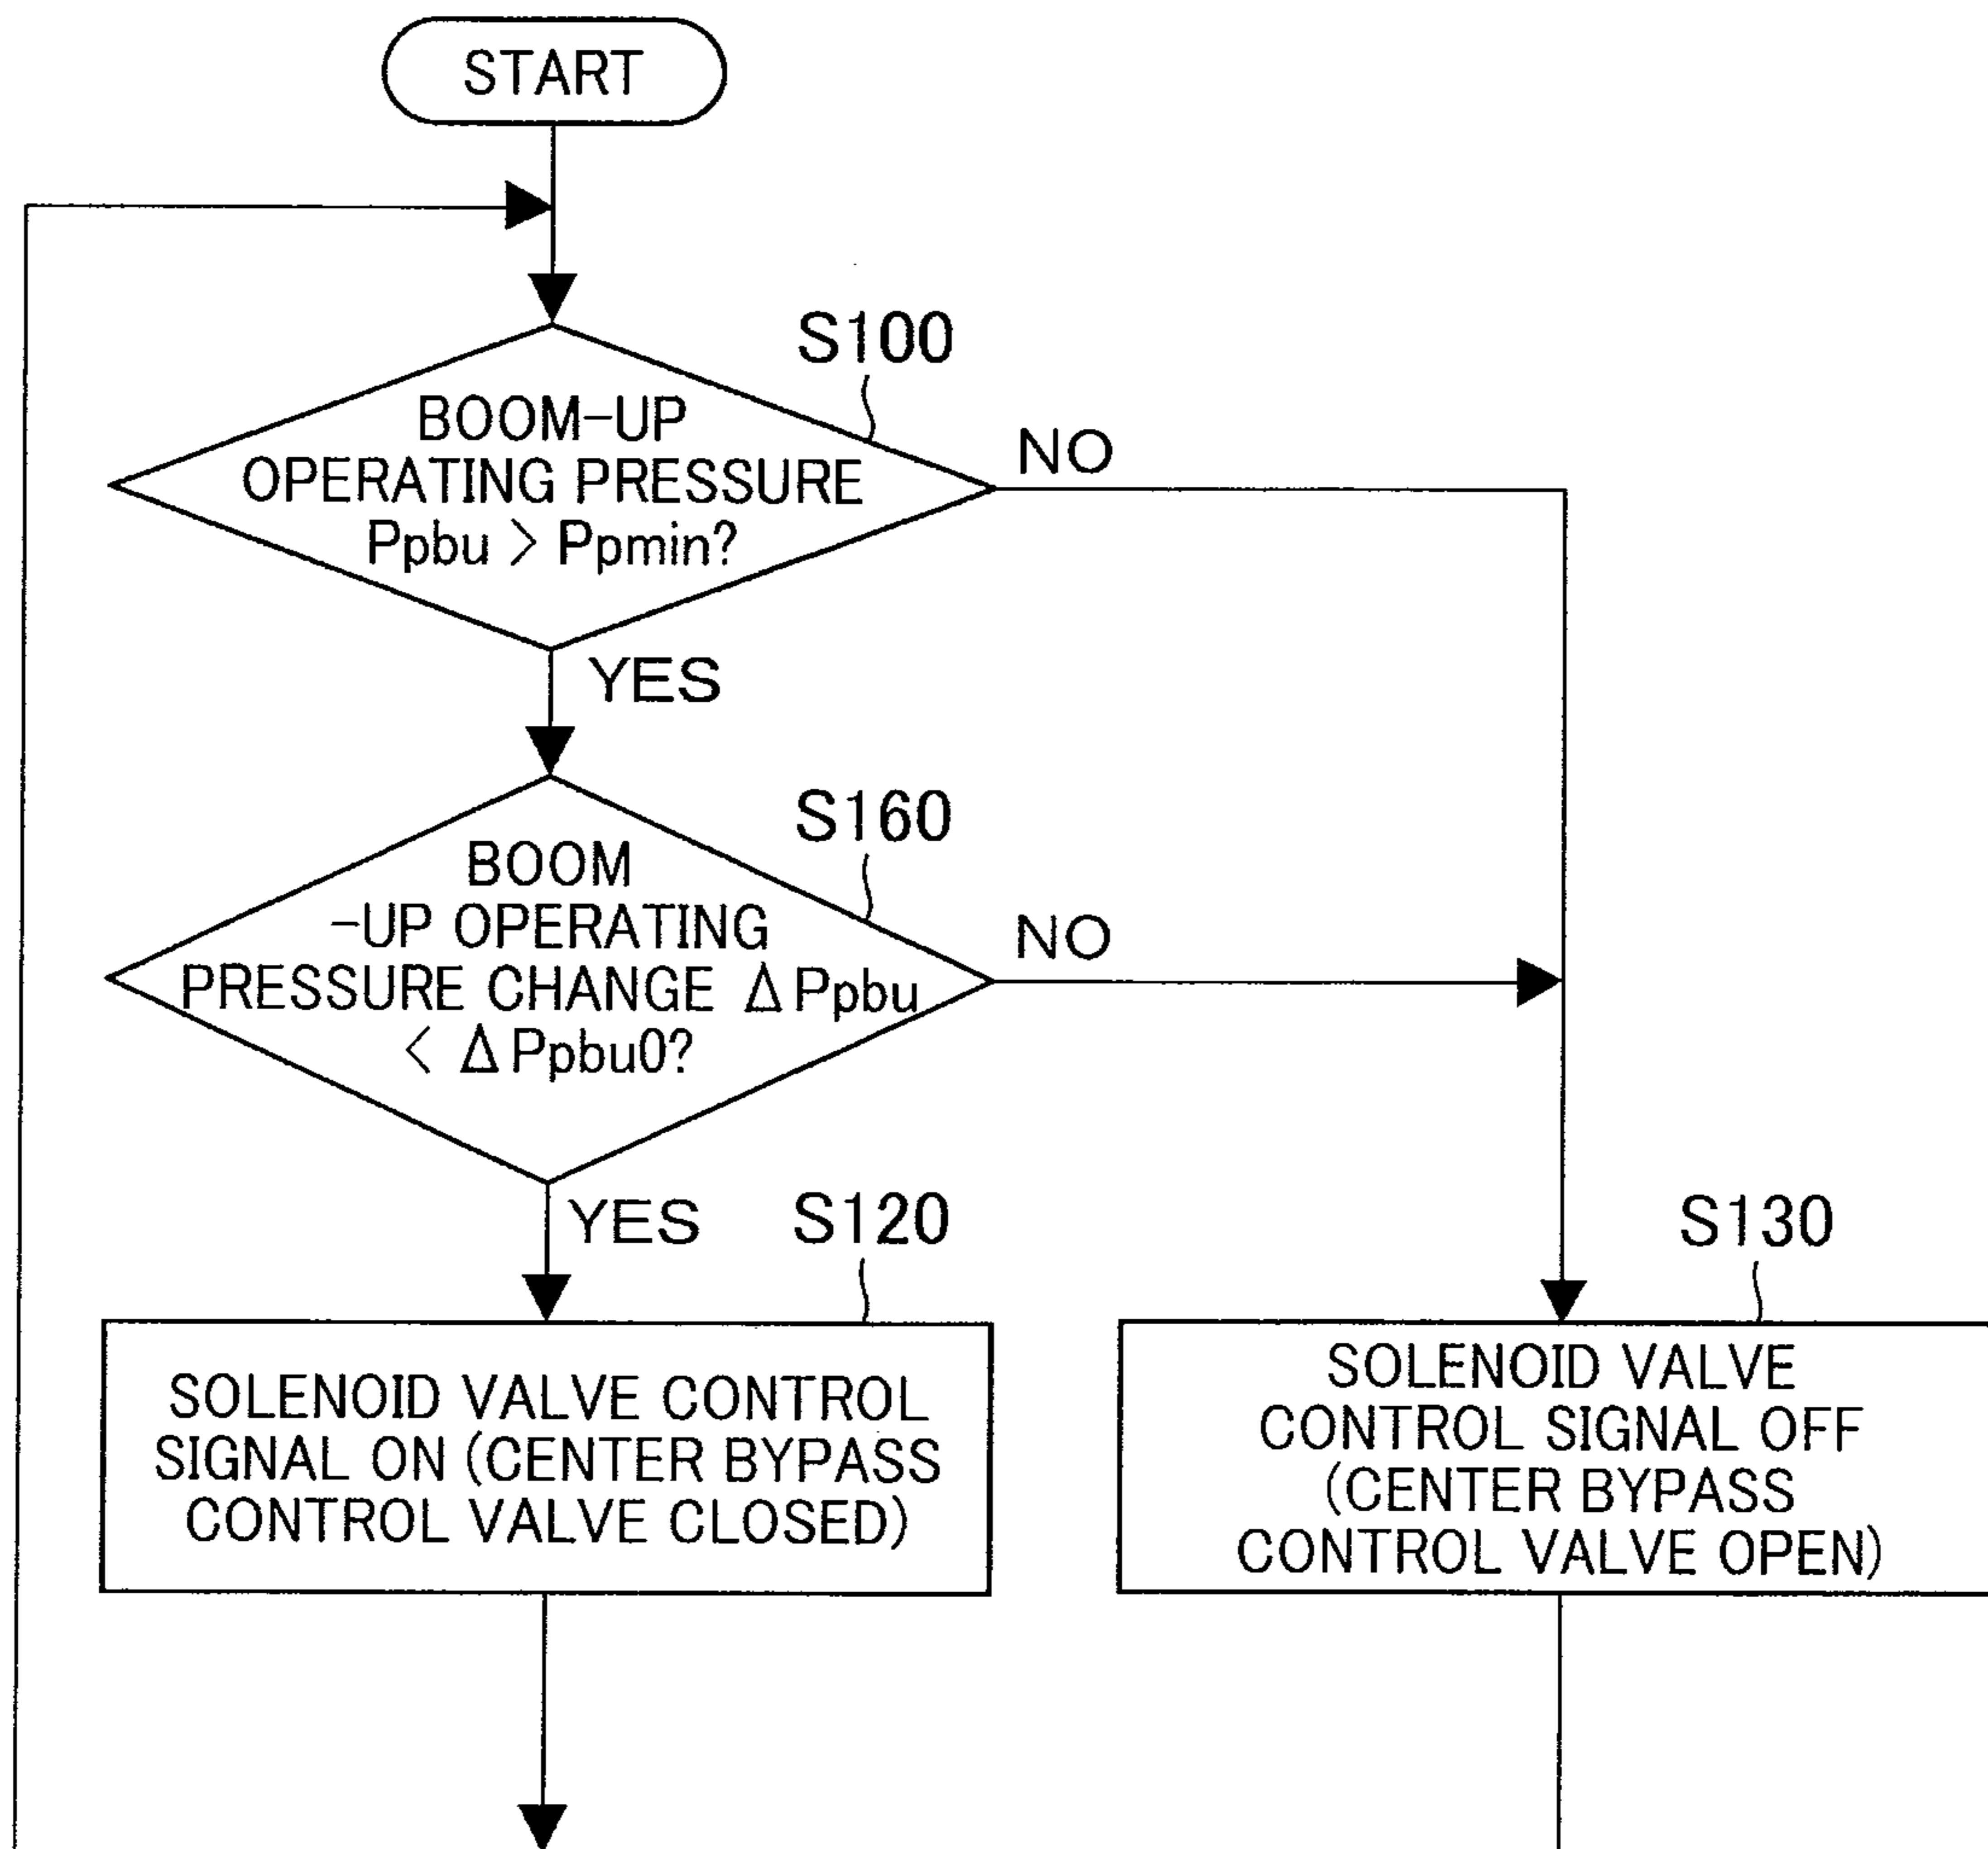 START
S100
BOOM-UP
OPERATING PRESSURE
Ppbu > Ppmin?
NO
YES
S160
BOOM
-UP OPERATING
PRESSURE CHANGE Δ Ppbu
< Δ Ppbu0?
NO
YES
S120
SOLENOID VALVE CONTROL
SIGNAL ON (CENTER BYPASS
CONTROL VALVE CLOSED)
S130
SOLENOID VALVE
CONTROL SIGNAL OFF
(CENTER BYPASS
CONTROL VALVE OPEN)